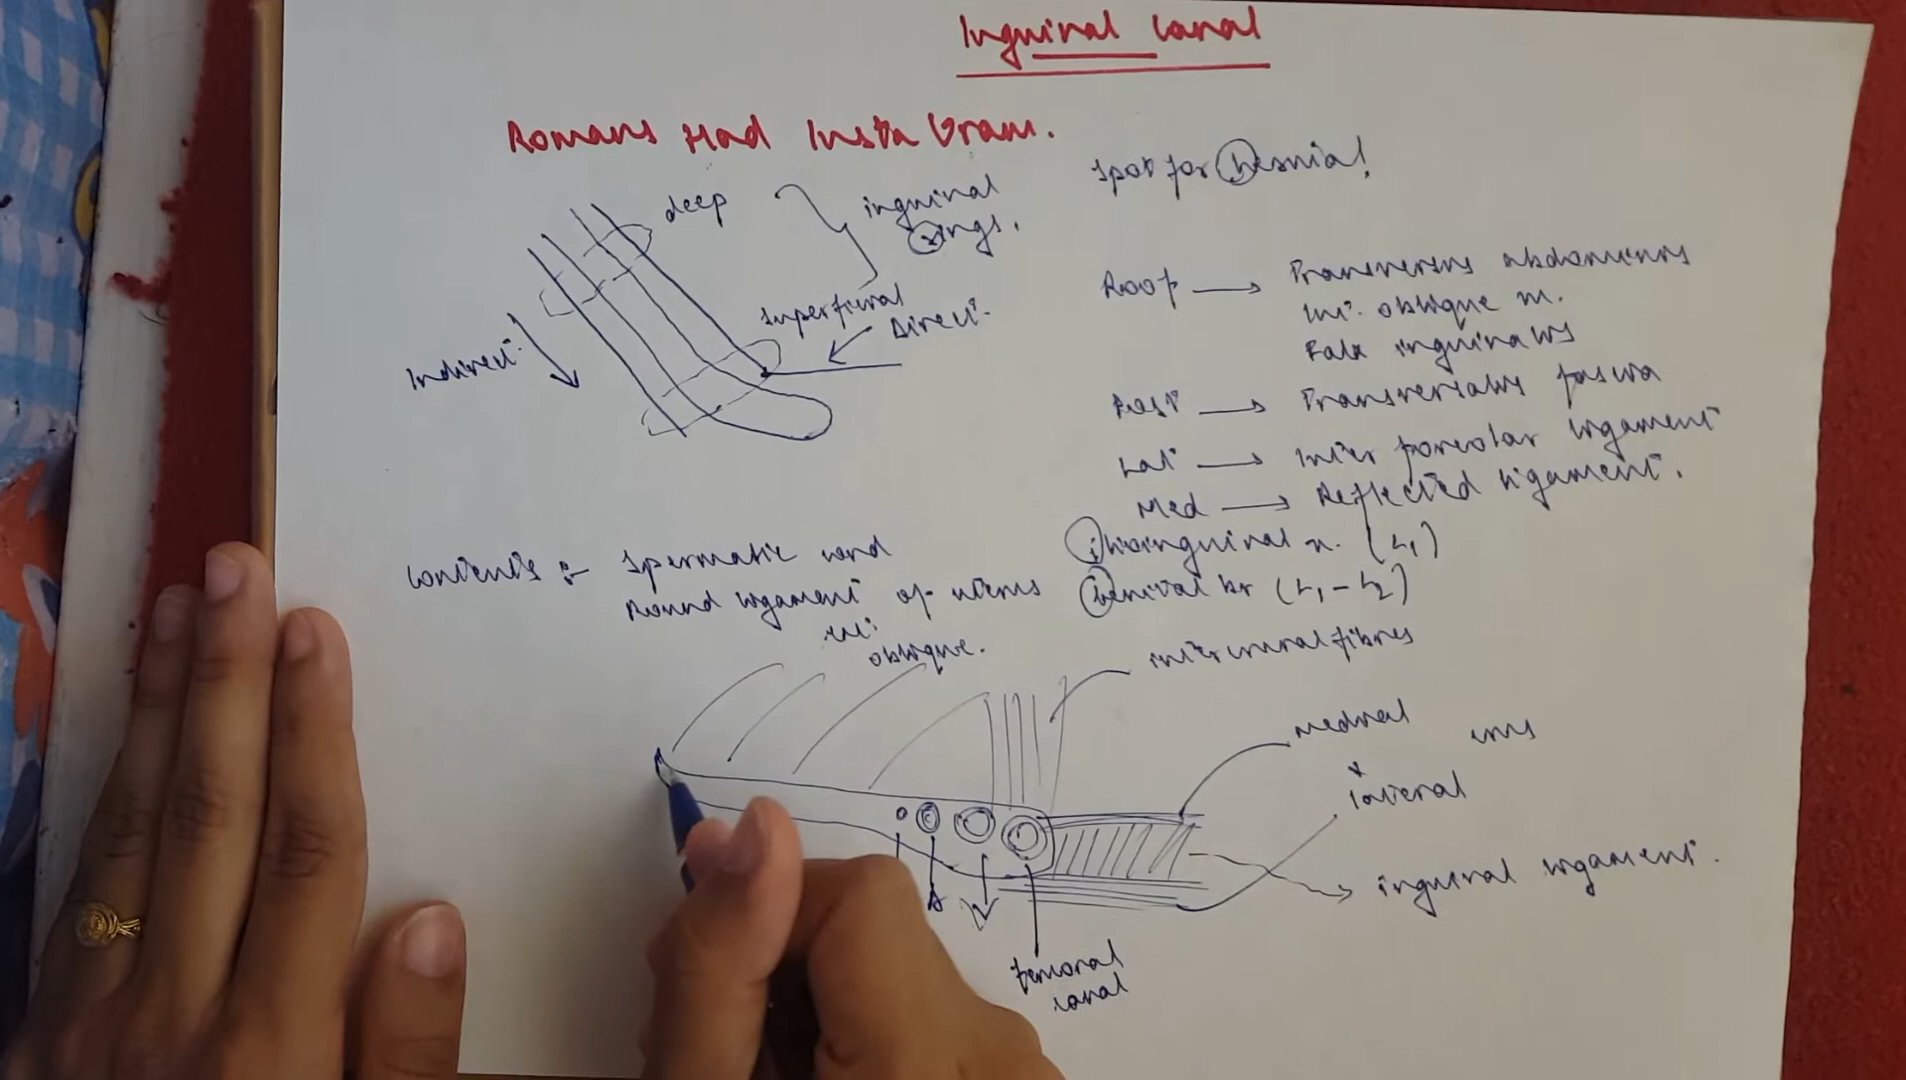 Inguinal Canal
Romans Had Insta Gram.
Spot for hernia!
deep
inguinal
rings.
superficial
Direct.
Indirect.
Roof → Transversus abdominis
int. oblique m.
Falx inguinalis
Post → Transversalis fascia
Lat → Inter foveolar ligament
Med → Reflected ligament.
Contents :- Spermatic cord
Round ligament of uterus
ilioinguinal n. (L1)
Genital br (L1-L2)
int.
oblique.
intercrural fibres
medial
&
lateral
crus
inguinal ligament.
A
V
femoral
canal